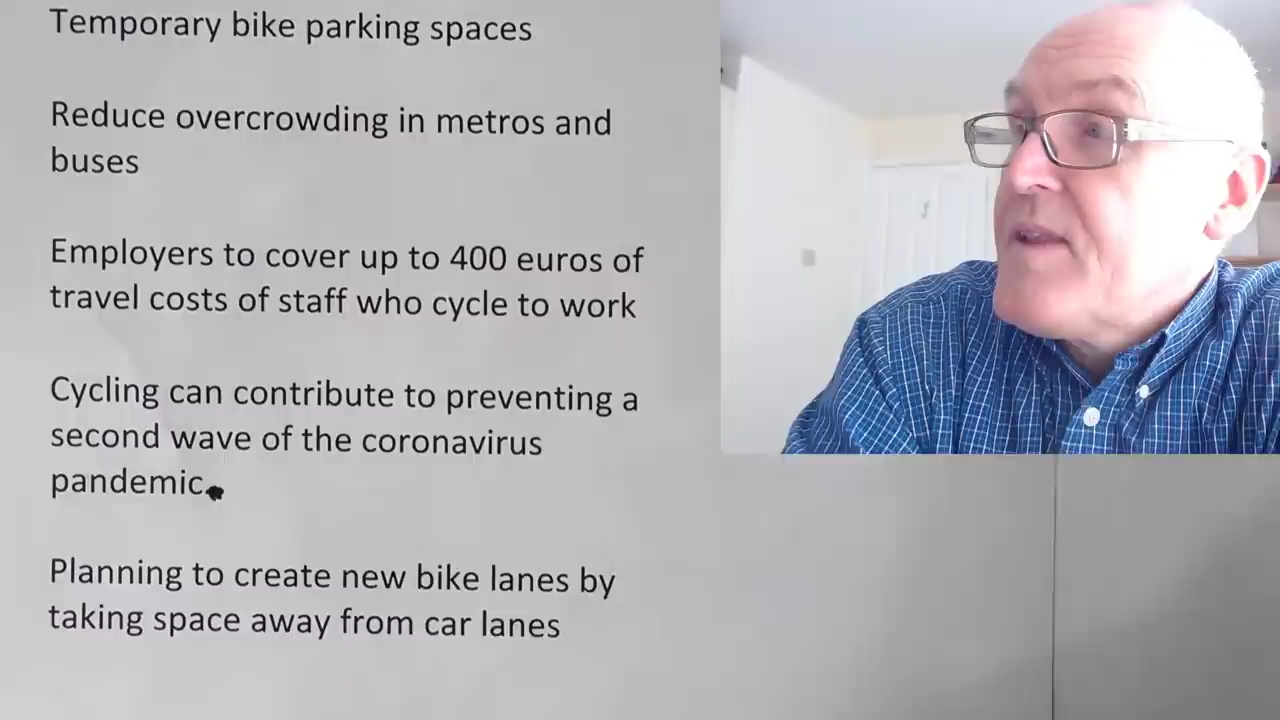 Temporary bike parking spaces
Reduce overcrowding in metros and
buses
Employers to cover up to 400 euros of
travel costs of staff who cycle to work
Cycling can contribute to preventing a
second wave of the coronavirus
pandemic.
Planning to create new bike lanes by
taking space away from car lanes